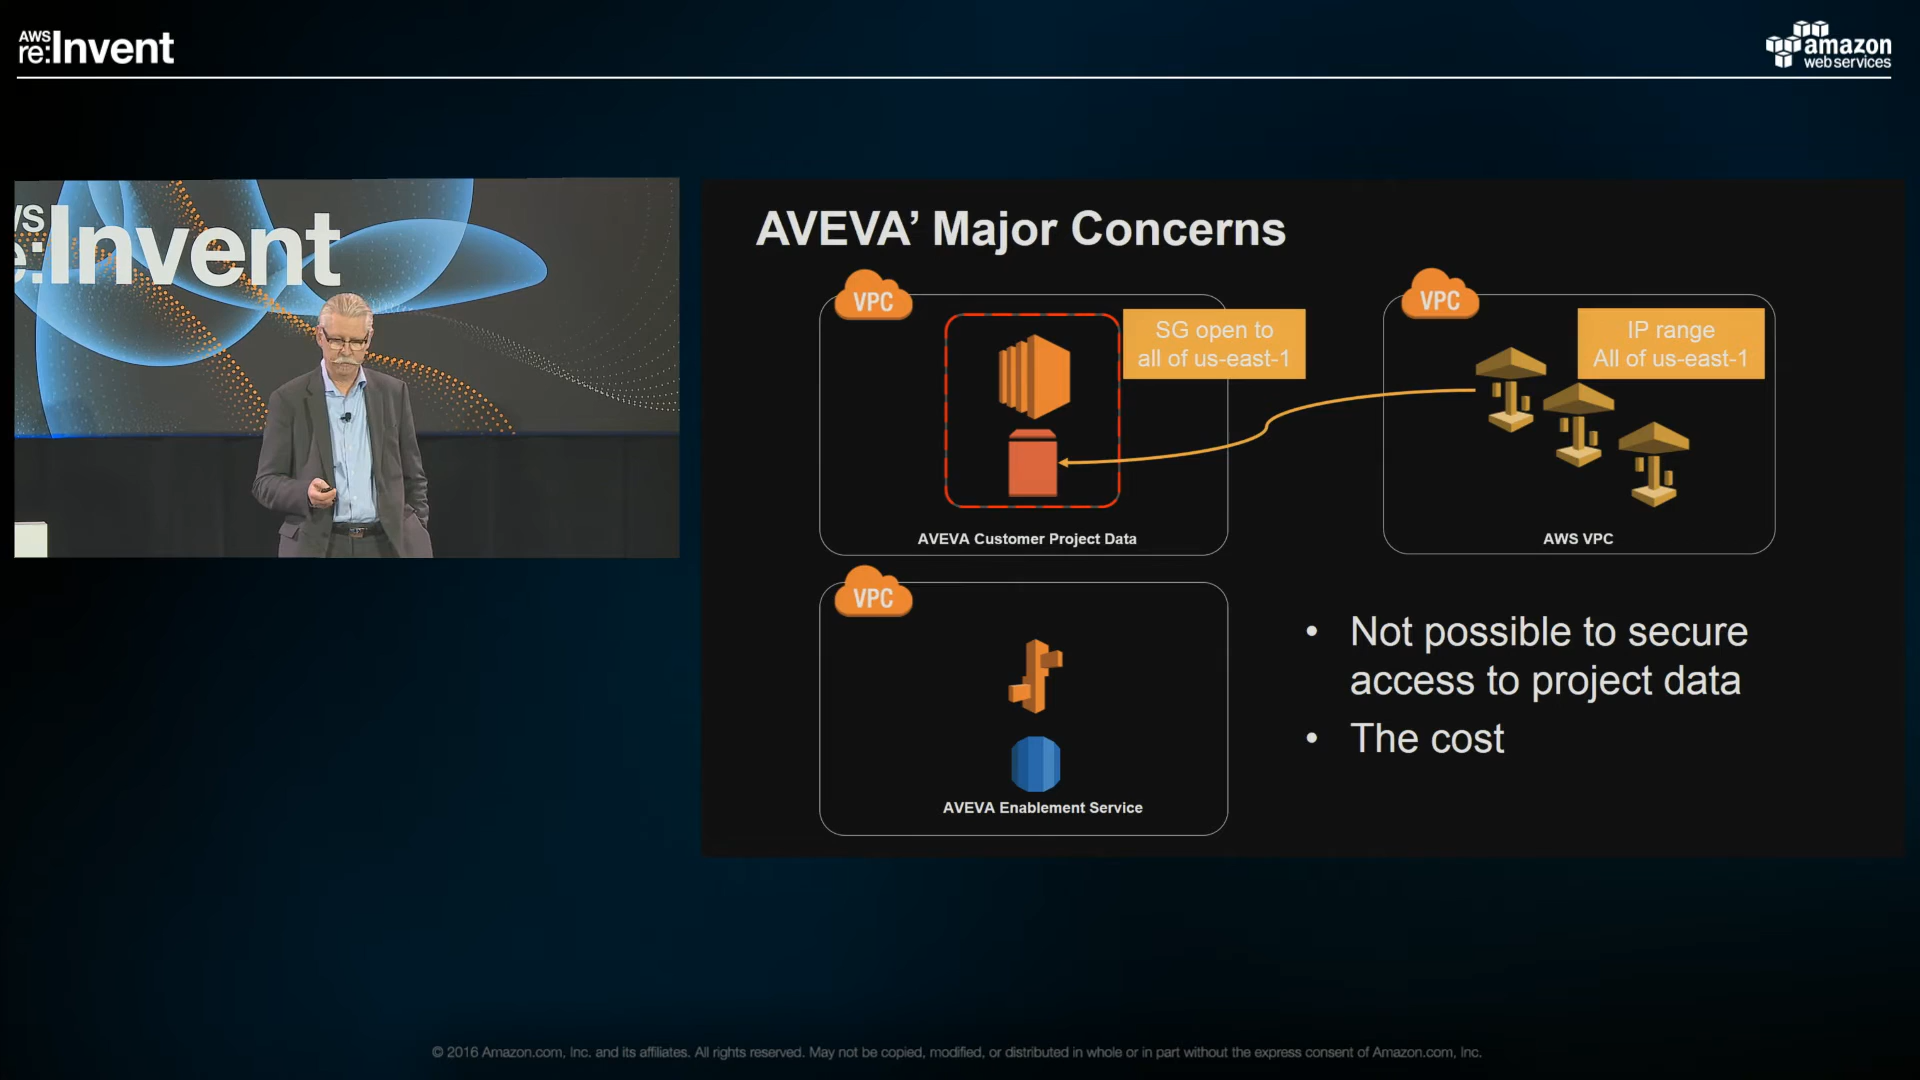 AWS
re:Invent
amazon
web services
re:Invent
AVEVA’ Major Concerns
VPC
SG open to
all of us-east-1
AVEVA Customer Project Data
VPC
IP range
All of us-east-1
AWS VPC
VPC
AVEVA Enablement Service
• Not possible to secure
access to project data
• The cost
© 2016 Amazon.com, Inc. and its affiliates. All rights reserved. May not be copied, modified, or distributed in whole or in part without the express consent of Amazon.com, Inc.